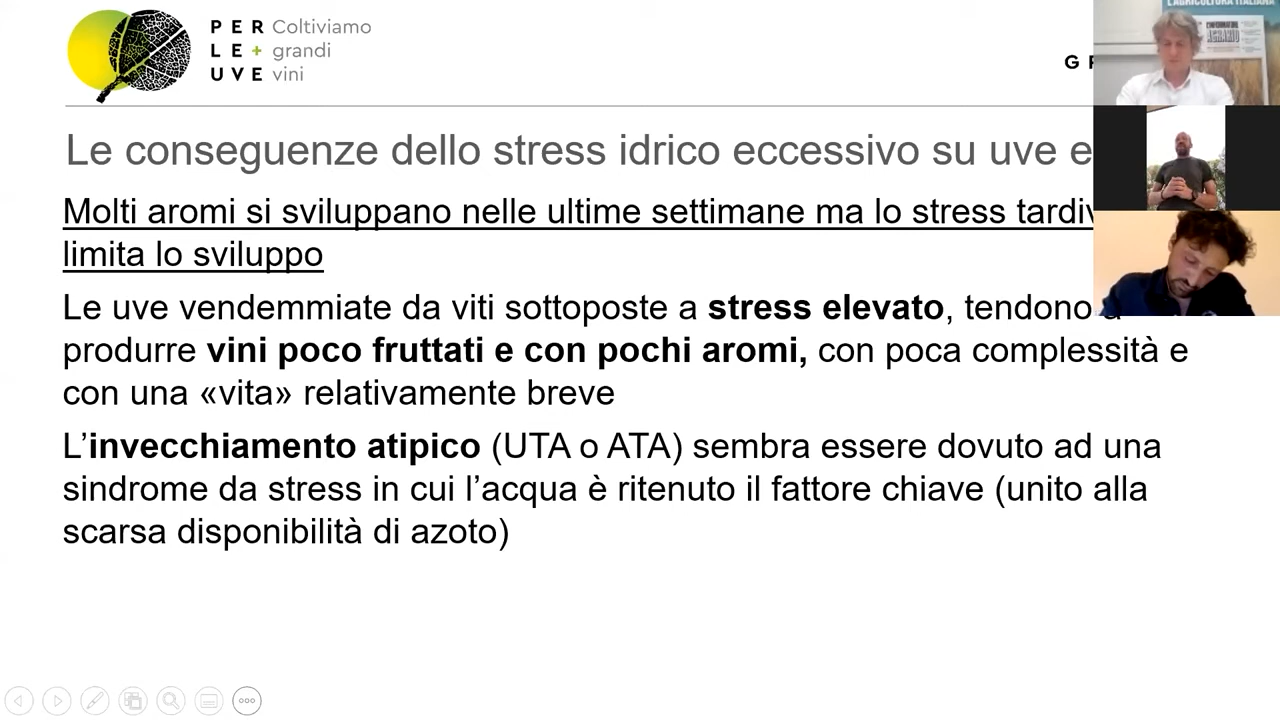 PER Coltiviamo
LE+ grandi
UVE vini
Le conseguenze dello stress idrico eccessivo su uve e
Molti aromi si sviluppano nelle ultime settimane ma lo stress
limita lo sviluppo
Le uve vendemmiate da viti sottoposte a stress elevato, tendono a
produrre vini poco fruttati e con pochi aromi, con poca complessità e
con una «vita» relativamente breve
L’invecchiamento atipico (UTA o ATA) sembra essere dovuto ad una
sindrome da stress in cui l’acqua è ritenuto il fattore chiave (unito alla
scarsa disponibilità di azoto)
L'AGRICOLTURA ITALIANA
AGRARIO